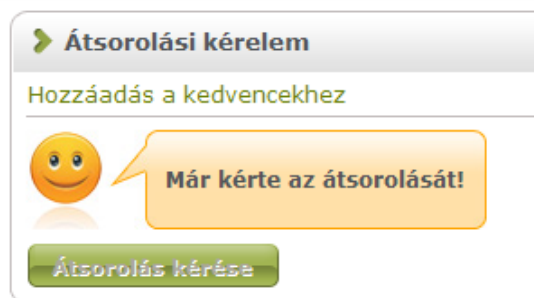 Átsorolási kérelem
Hozzáadás a kedvencekhez
Már kérte az átsorolását!
Átsorolás kérése